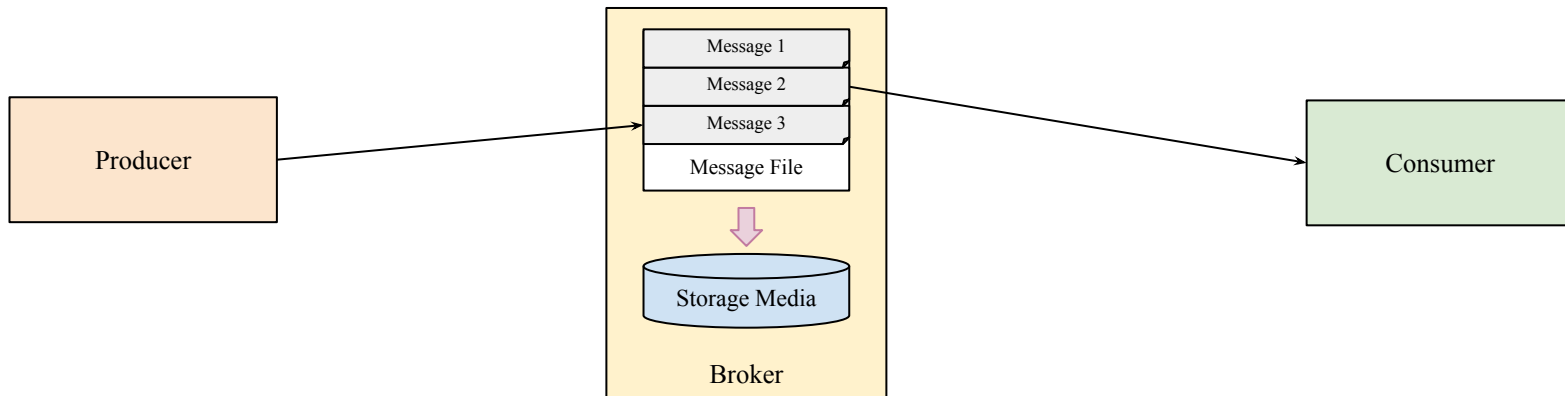 Message 1
Message 2
Message 3
Message File
Producer
Consumer
Storage Media
Broker